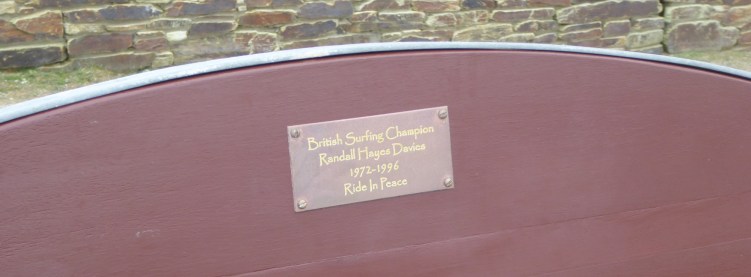 British Surfing Champion
Randall Hayes Davies
1972-1996
Ride In Peace